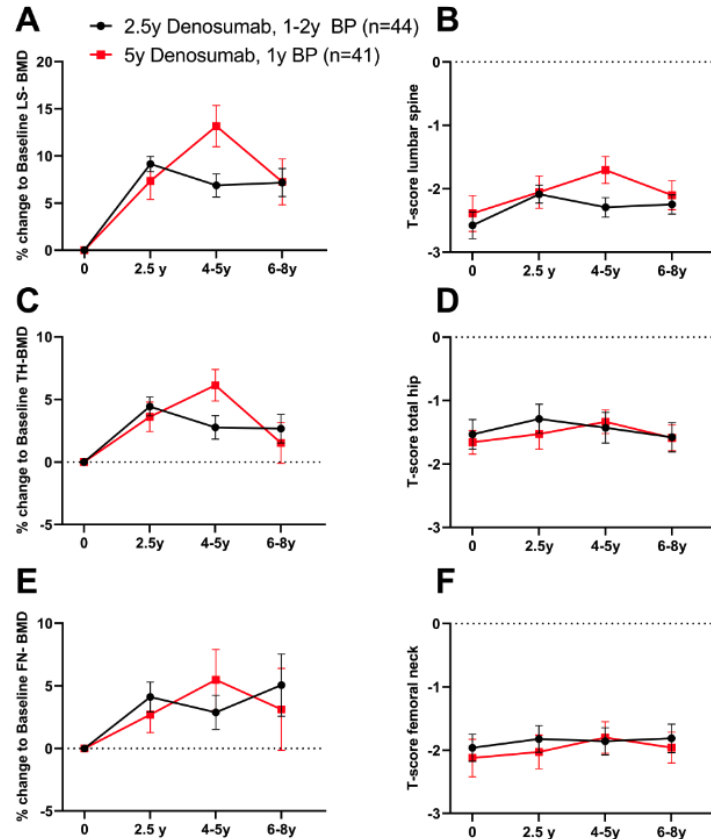 A
2.5y Denosumab, 1-2y BP (n=44)
5y Denosumab, 1y BP (n=41)
% change to Baseline LS- BMD
20
15
10
5
0
0 2.5 y 4-5y 6-8y
B
T-score lumbar spine
0
-1
-2
-3
0 2.5 y 4-5y 6-8y
C
% change to Baseline TH-BMD
10
5
0
-5
0 2.5 y 4-5y 6-8y
D
T-score total hip
0
-1
-2
-3
0 2.5y 4-5y 6-8y
E
% change to Baseline FN- BMD
10
5
0
-5
0 2.5 y 4-5y 6-8y
F
T-score femoral neck
0
-1
-2
-3
0 2.5y 4-5y 6-8y